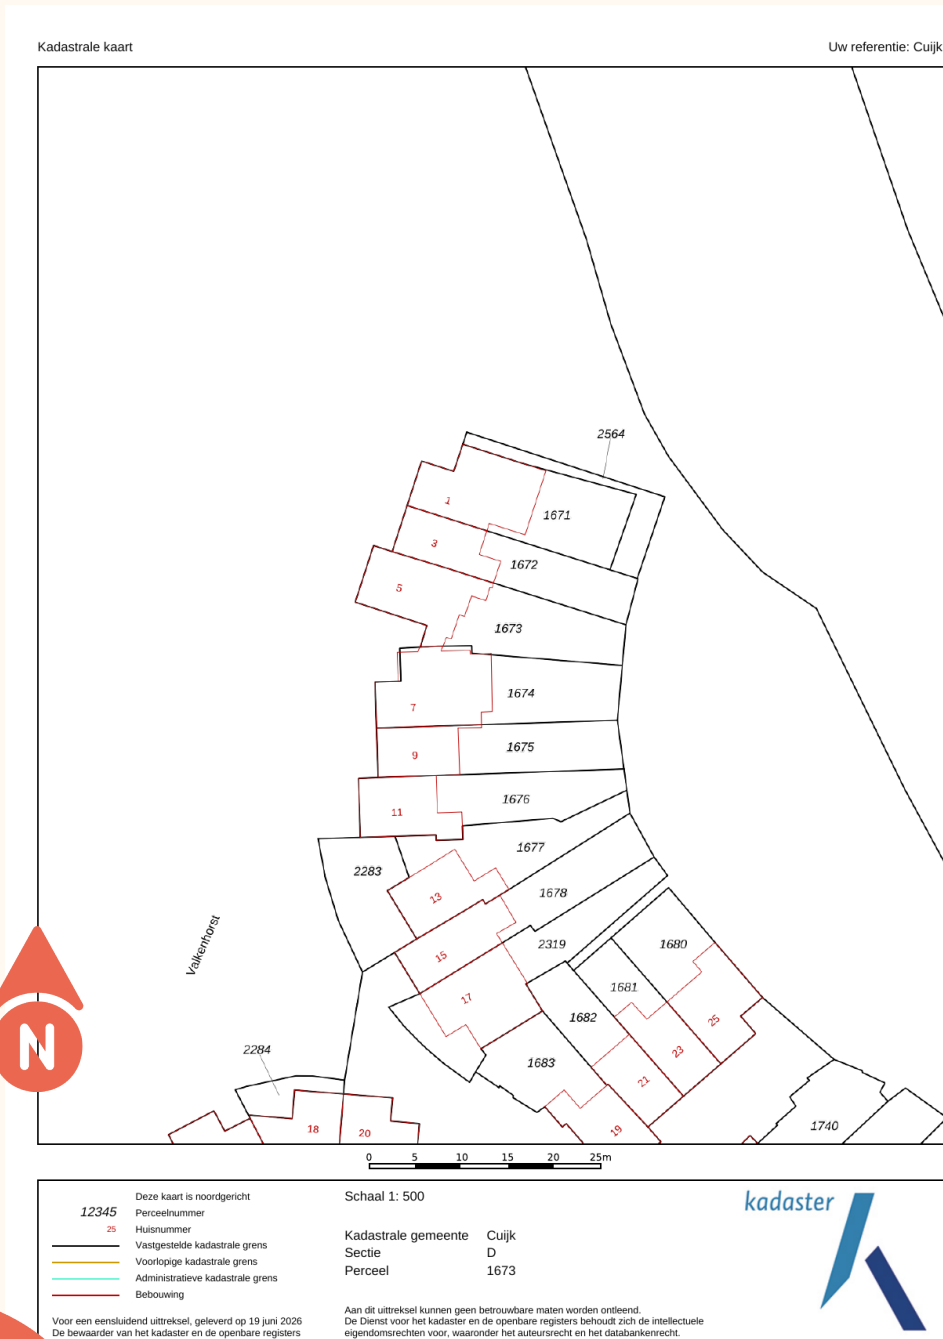 Kadastrale kaart
Uw referentie: Cuijk
2564
1
1671
3
1672
5
1673
1674
7
1675
9
1676
11
1677
2283
1678
13
2319
1680
15
1681
17
1682
25
Valkenhorst
N
2284
1683
23
21
18
20
19
1740
0 5 10 15 20 25m
Deze kaart is noordgericht
12345 Perceelnummer
25 Huisnummer
Vastgestelde kadastrale grens
Voorlopige kadastrale grens
Administratieve kadastrale grens
Bebouwing
Schaal 1: 500
Kadastrale gemeente Cuijk
Sectie D
Perceel 1673
kadaster
Voor een eensluidend uittreksel, geleverd op 19 juni 2026
De bewaarder van het kadaster en de openbare registers
Aan dit uittreksel kunnen geen betrouwbare maten worden ontleend.
De Dienst voor het kadaster en de openbare registers behoudt zich de intellectuele
eigendomsrechten voor, waaronder het auteursrecht en het databankenrecht.